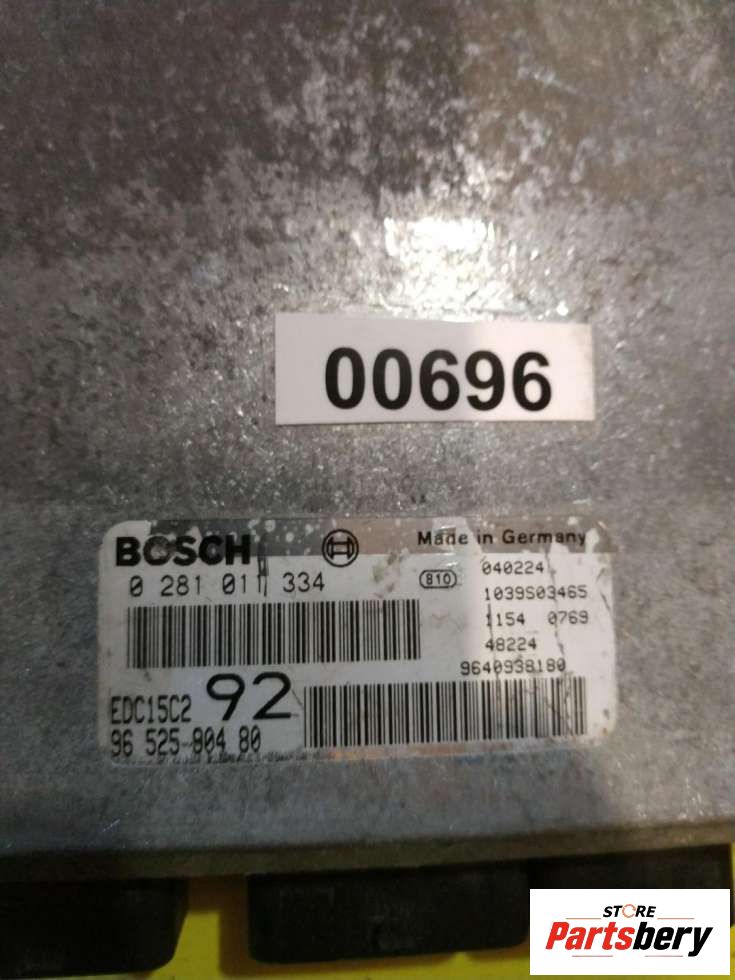 00696
BOSCH Made in Germany
0 281 011 334
810
040224
1039S03465
1154 0769
48224
9640938180
EDC15C2 92
96 525 804 80
STORE
Partsbery